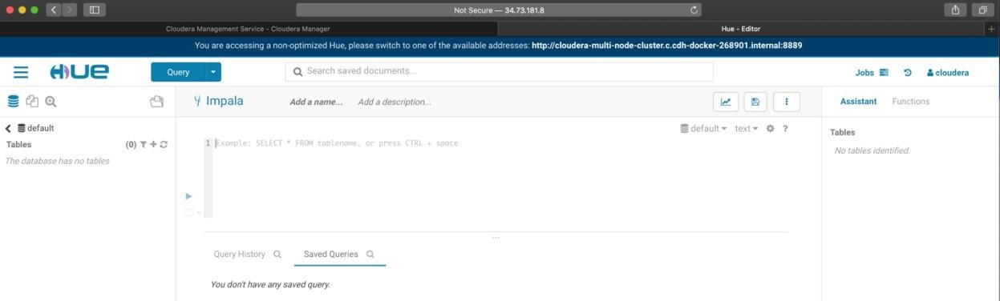 Not Secure — 34.73.181.8
Cloudera Management Service - Cloudera Manager
Hue - Editor
You are accessing a non-optimized Hue, please switch to one of the available addresses: http://cloudera-multi-node-cluster.c.cdh-docker-268901.internal:8889
HUE
Query
Search saved documents...
Jobs
cloudera
Impala
Add a name...
Add a description...
Assistant
Functions
default
Tables
(0)
The database has no tables
default
text
?
1
Example: SELECT * FROM tablename, or press CTRL + space
Tables
No tables identified.
Query History
Saved Queries
You don't have any saved query.